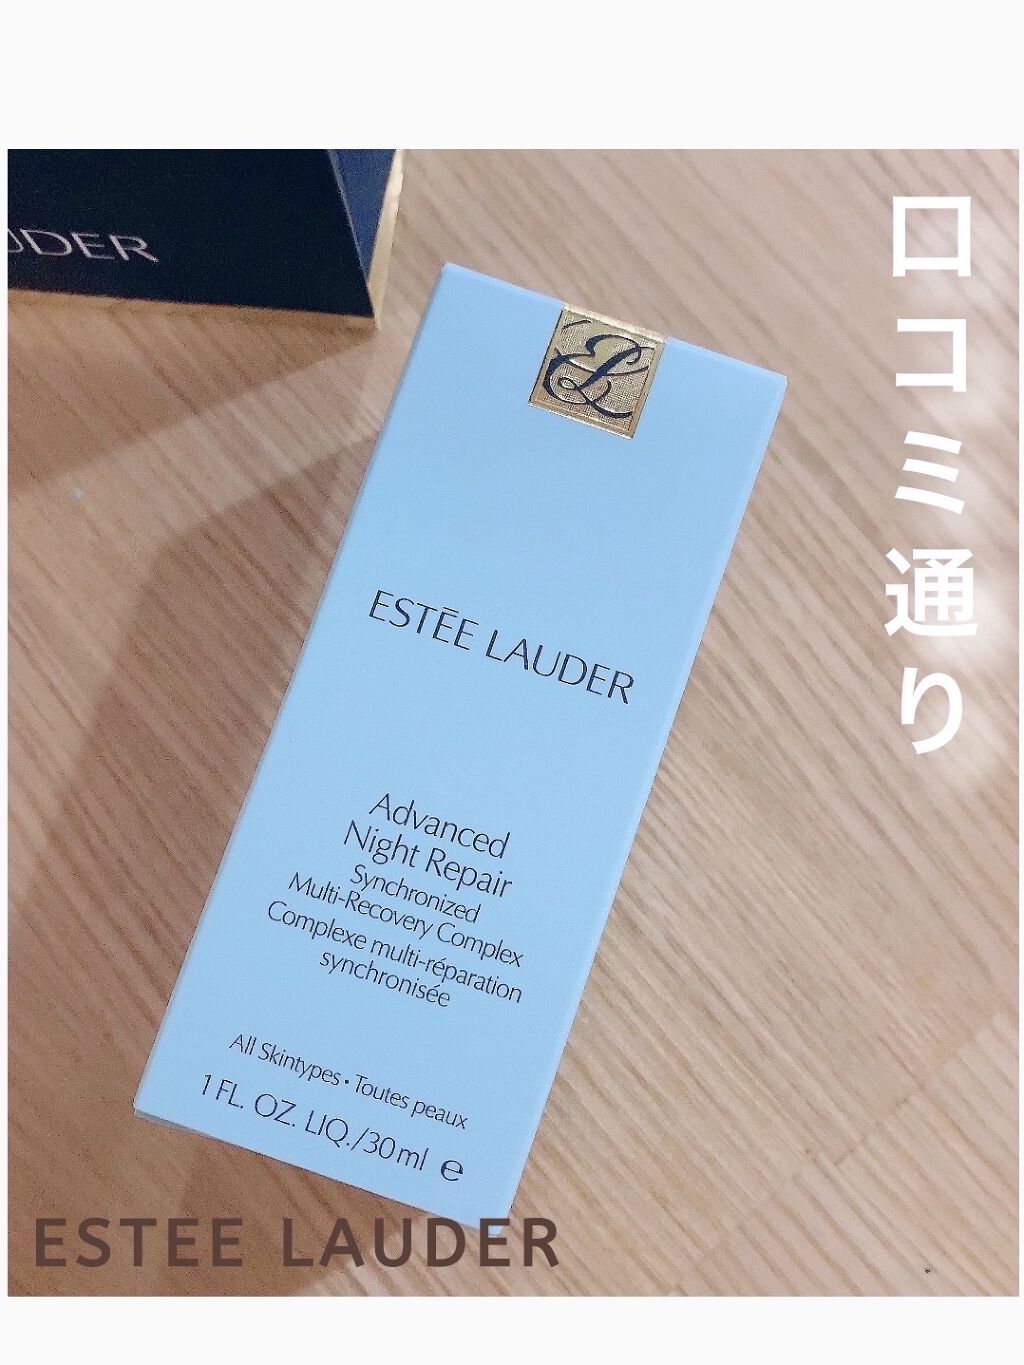 UDER
口コミ通り
ESTĒE LAUDER
Advanced
Night Repair
Synchronized
Multi-Recovery Complex
Complexe multi-réparation
synchronisée
All Skintypes • Toutes peaux
1 FL. OZ. LIQ./30 ml ℮
ESTEE LAUDER